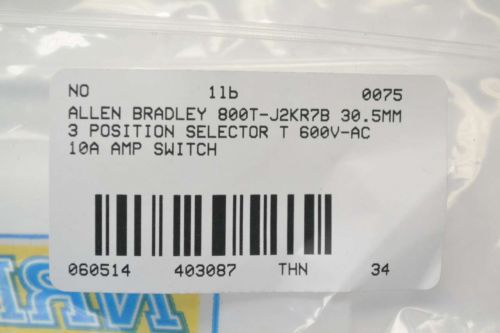 NO 1lb 0075
ALLEN BRADLEY 800T-J2KR7B 30.5MM
3 POSITION SELECTOR T 600V-AC
10A AMP SWITCH
060514 403087 THN 34